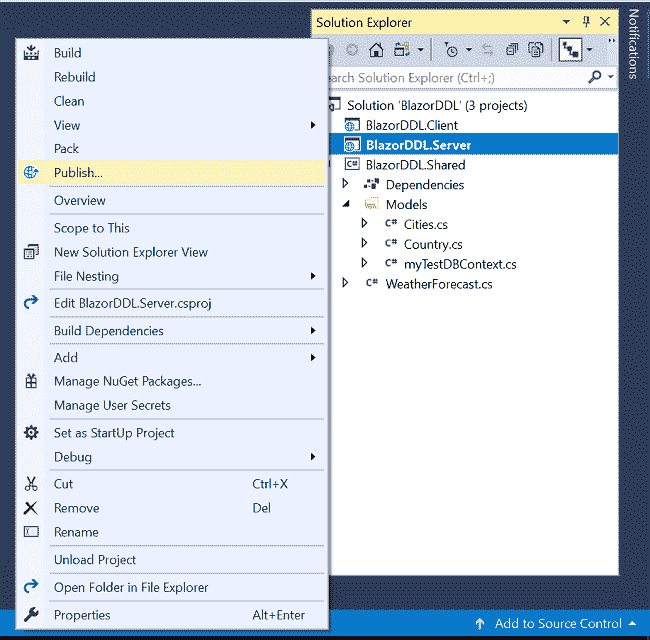 Solution Explorer
Notifications
arch Solution Explorer (Ctrl+;)
Solution 'BlazorDDL' (3 projects)
BlazorDDL.Client
BlazorDDL.Server
C# BlazorDDL.Shared
Dependencies
Models
C# Cities.cs
C# Country.cs
C# myTestDBContext.cs
C# WeatherForecast.cs
Build
Rebuild
Clean
View
Pack
Publish...
Overview
Scope to This
New Solution Explorer View
File Nesting
Edit BlazorDDL.Server.csproj
Build Dependencies
Add
Manage NuGet Packages...
Manage User Secrets
Set as StartUp Project
Debug
Cut Ctrl+X
Remove Del
Rename
Unload Project
Open Folder in File Explorer
Properties Alt+Enter
Add to Source Control